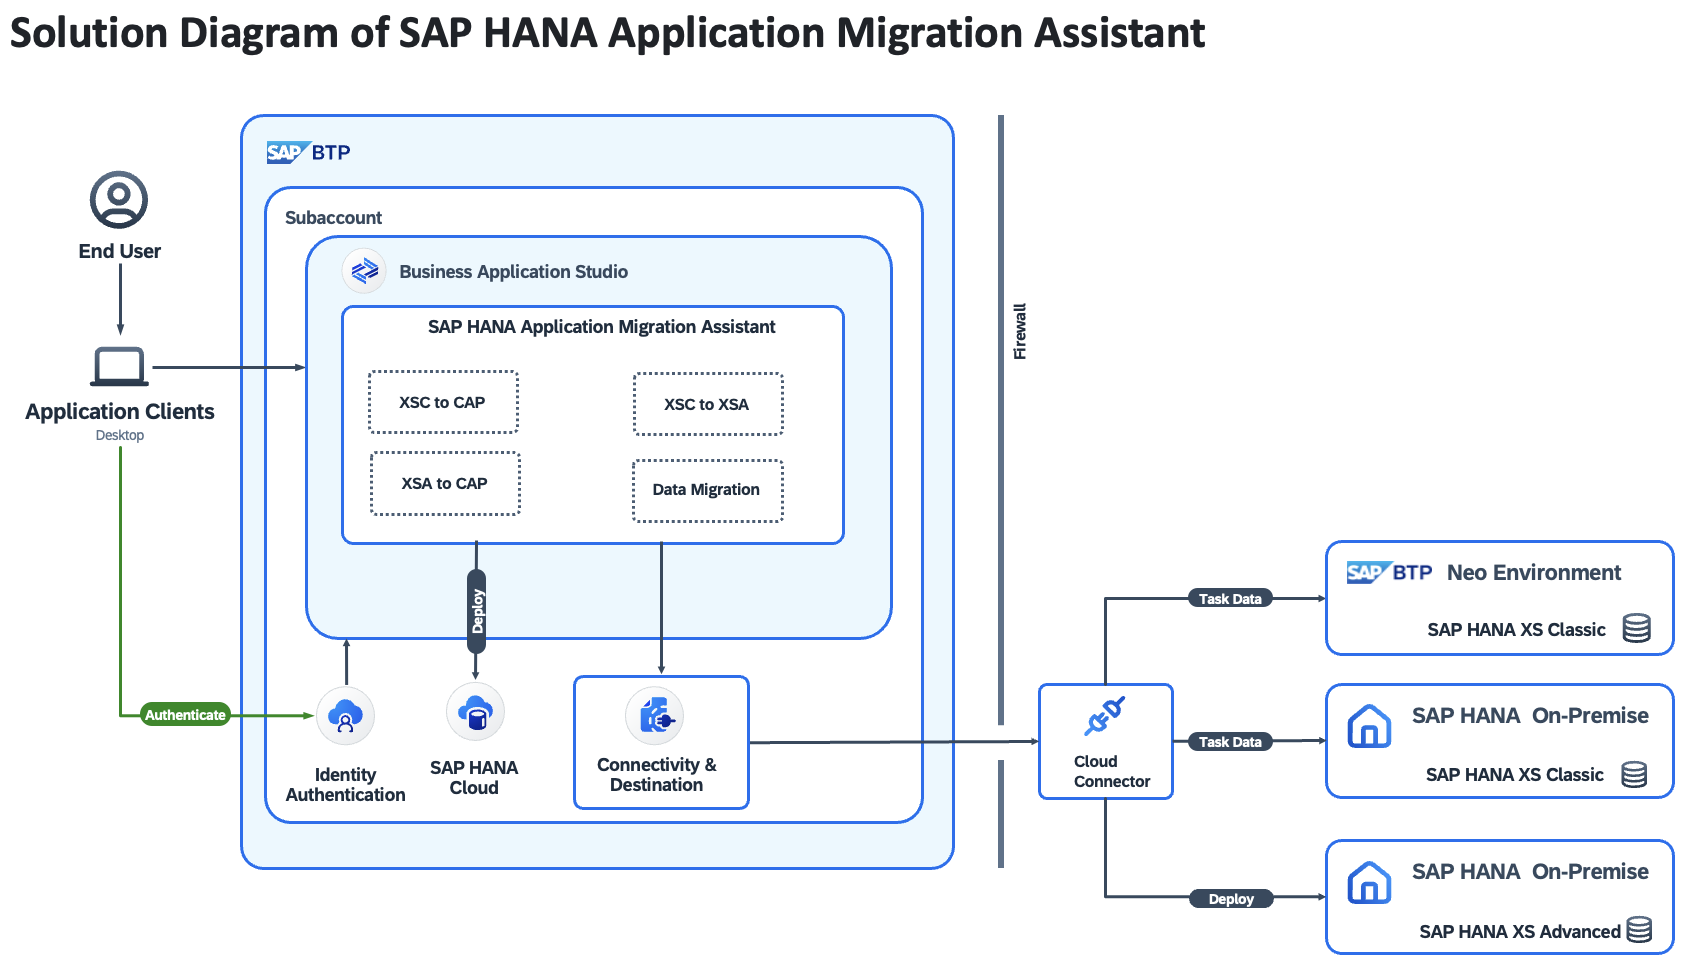 Solution Diagram of SAP HANA Application Migration Assistant
SAP BTP
Subaccount
End User
Business Application Studio
SAP HANA Application Migration Assistant
Firewall
XSC to CAP
XSC to XSA
Application Clients
Desktop
XSA to CAP
Data Migration
Deploy
SAP BTP Neo Environment
Task Data
SAP HANA XS Classic
Authenticate
SAP HANA On-Premise
Task Data
Identity
Authentication
SAP HANA
Cloud
Connectivity &
Destination
Cloud
Connector
SAP HANA XS Classic
SAP HANA On-Premise
Deploy
SAP HANA XS Advanced